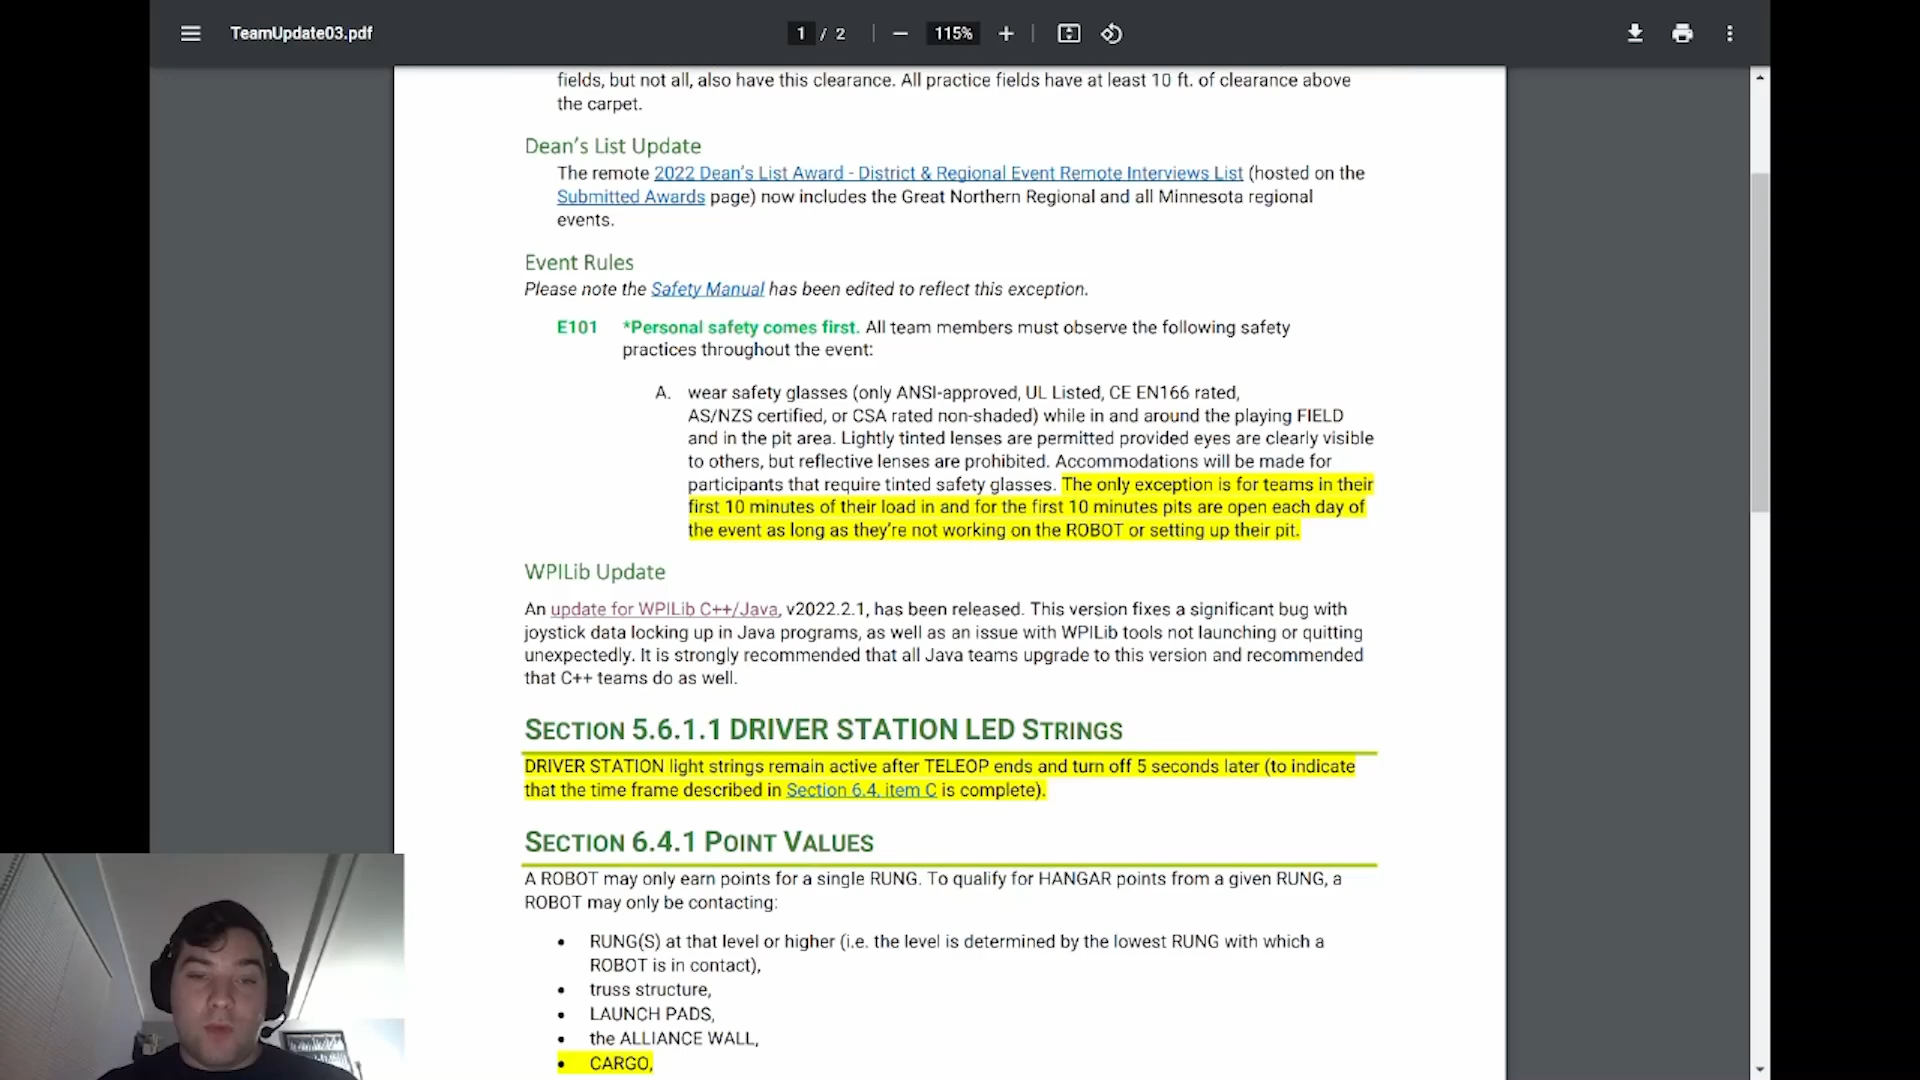 TeamUpdate03.pdf
1 / 2
115%
fields, but not all, also have this clearance. All practice fields have at least 10 ft. of clearance above
the carpet.
Dean's List Update
The remote 2022 Dean's List Award - District & Regional Event Remote Interviews List (hosted on the
Submitted Awards page) now includes the Great Northern Regional and all Minnesota regional
events.
Event Rules
Please note the Safety Manual has been edited to reflect this exception.
E101 *Personal safety comes first. All team members must observe the following safety
practices throughout the event:
A. wear safety glasses (only ANSI-approved, UL Listed, CE EN166 rated,
AS/NZS certified, or CSA rated non-shaded) while in and around the playing FIELD
and in the pit area. Lightly tinted lenses are permitted provided eyes are clearly visible
to others, but reflective lenses are prohibited. Accommodations will be made for
participants that require tinted safety glasses. The only exception is for teams in their
first 10 minutes of their load in and for the first 10 minutes pits are open each day of
the event as long as they're not working on the ROBOT or setting up their pit.
WPILib Update
An update for WPILib C++/Java, v2022.2.1, has been released. This version fixes a significant bug with
joystick data locking up in Java programs, as well as an issue with WPILib tools not launching or quitting
unexpectedly. It is strongly recommended that all Java teams upgrade to this version and recommended
that C++ teams do as well.
SECTION 5.6.1.1 DRIVER STATION LED STRINGS
DRIVER STATION light strings remain active after TELEOP ends and turn off 5 seconds later (to indicate
that the time frame described in Section 6.4, item C is complete).
SECTION 6.4.1 POINT VALUES
A ROBOT may only earn points for a single RUNG. To qualify for HANGAR points from a given RUNG, a
ROBOT may only be contacting:
• RUNG(S) at that level or higher (i.e. the level is determined by the lowest RUNG with which a
ROBOT is in contact),
• truss structure,
• LAUNCH PADS,
• the ALLIANCE WALL,
• CARGO,